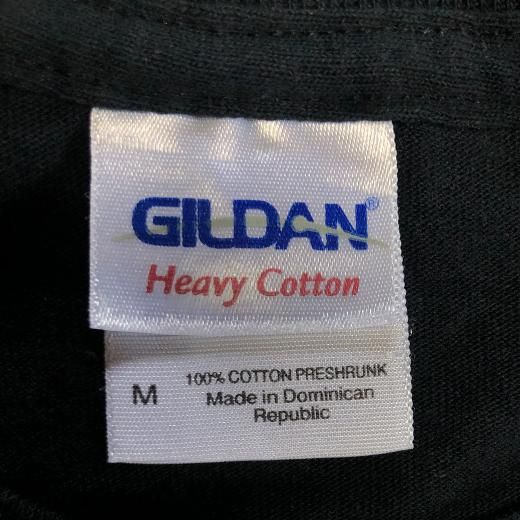 GILDAN®
Heavy Cotton
M
100% COTTON PRESHRUNK
Made in Dominican
Republic